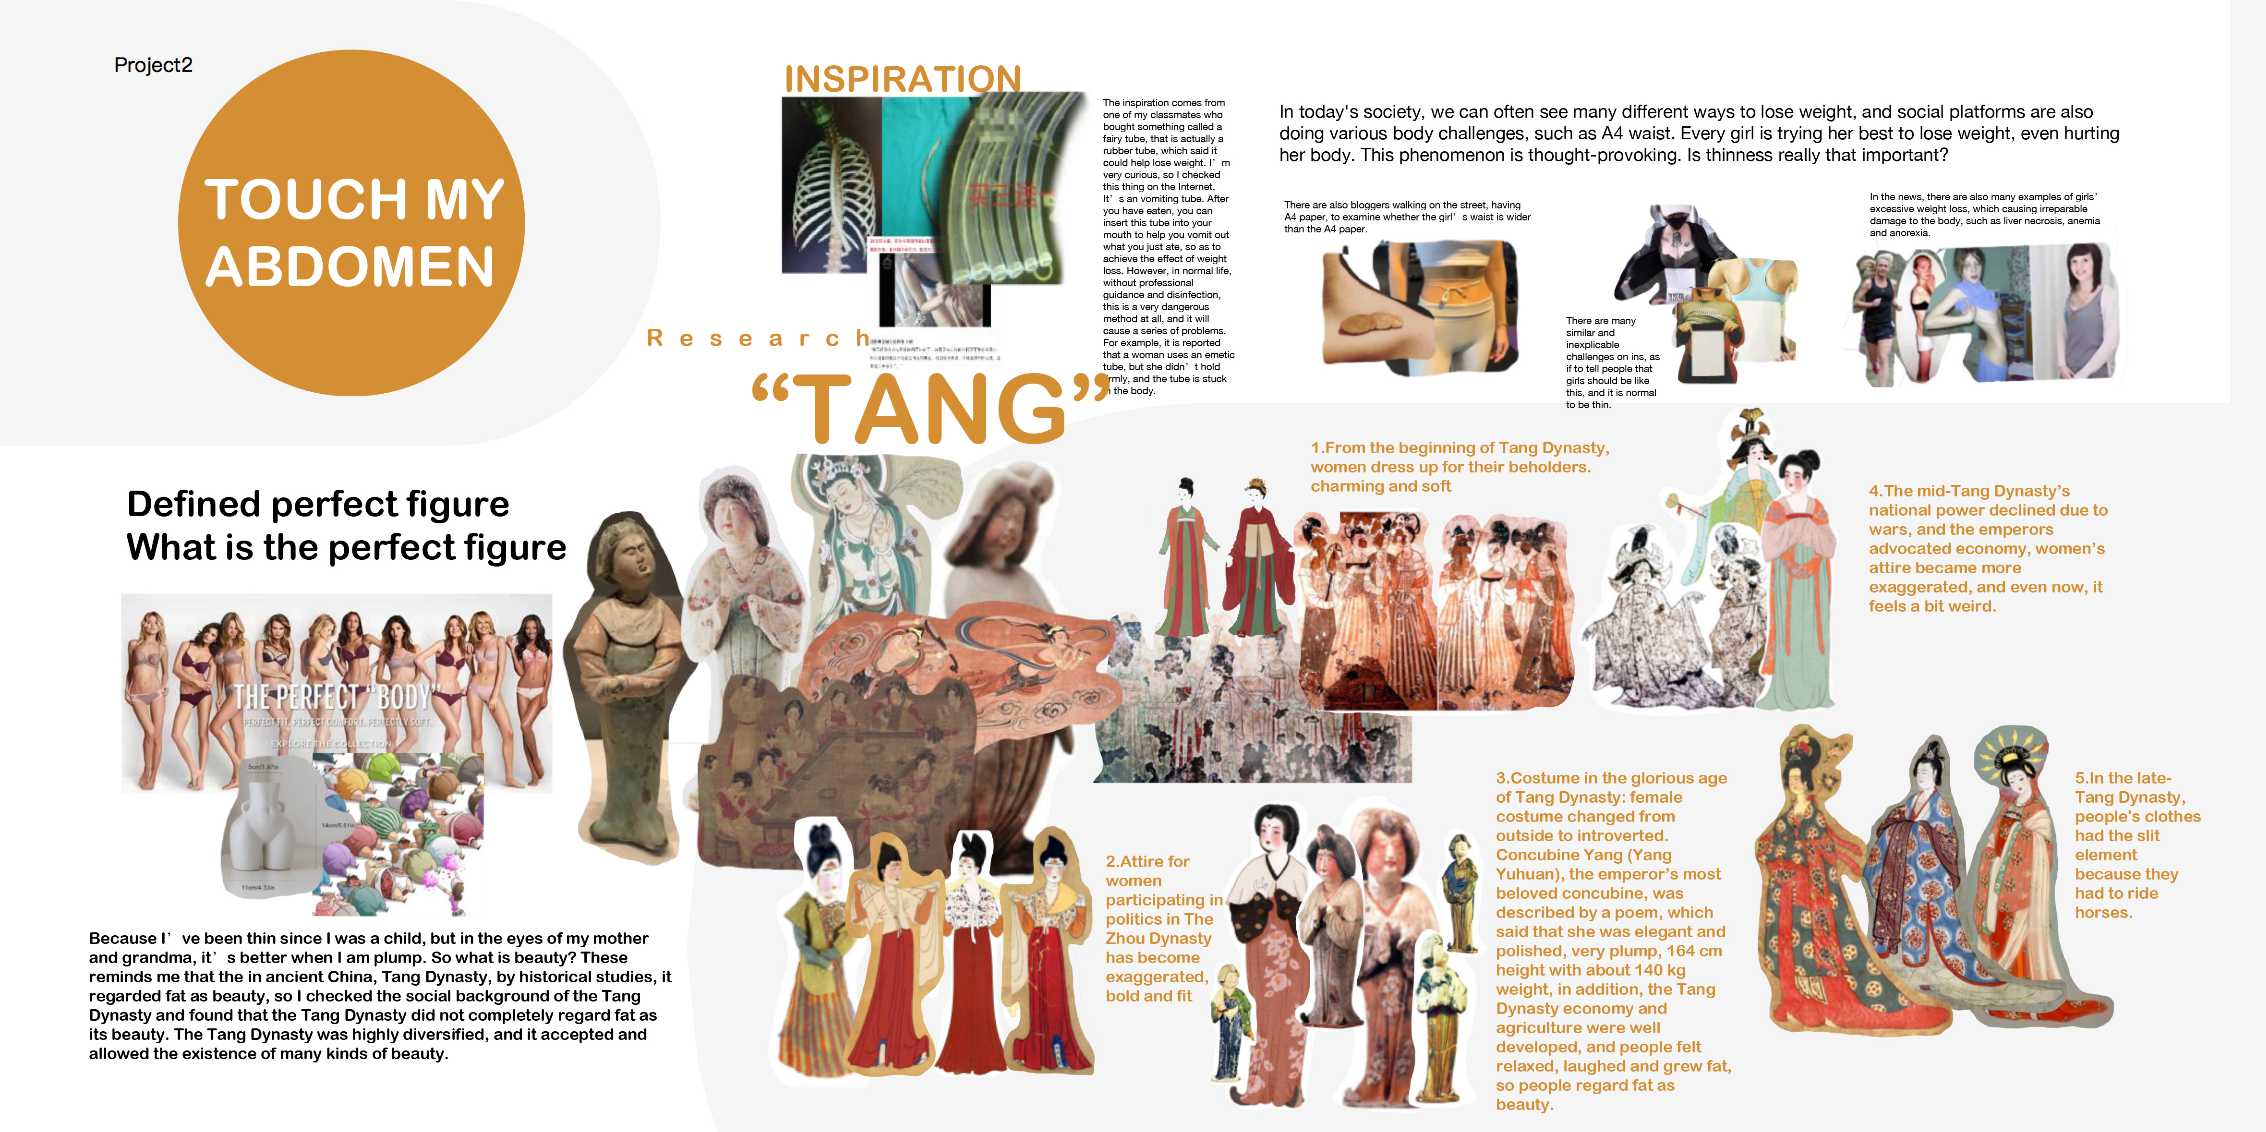 Project2
TOUCH MY
ABDOMEN
INSPIRATION
The inspiration comes from
one of my classmates who
bought something called a
fairy tube, that is actually a
rubber tube, which said it
could help lose weight. I’m
very curious, so I checked
this thing on the Internet.
It’s an vomiting tube. After
you have eaten, you can
insert this tube into your
mouth to help you vomit out
what you just ate, so as to
achieve the effect of weight
loss. However, in normal life,
without professional
guidance and disinfection,
this is a very dangerous
method at all, and it will
cause a series of problems.
For example, it is reported
that a woman uses an emetic
tube, but she didn’t hold
firmly, and the tube is stuck
in the body.
In today's society, we can often see many different ways to lose weight, and social platforms are also
doing various body challenges, such as A4 waist. Every girl is trying her best to lose weight, even hurting
her body. This phenomenon is thought-provoking. Is thinness really that important?
There are also bloggers walking on the street, having
A4 paper, to examine whether the girl’s waist is wider
than the A4 paper.
There are many
similar and
inexplicable
challenges on ins, as
if to tell people that
girls should be like
this, and it is normal
to be thin.
In the news, there are also many examples of girls’
excessive weight loss, which causing irreparable
damage to the body, such as liver necrosis, anemia
and anorexia.
Research
“TANG”
Defined perfect figure
What is the perfect figure
THE PERFECT “BODY”
PERFECT FIT. PERFECT COMFORT. PERFECTLY SOFT.
EXPLORE THE COLLECTION
5cm/1.97in
14cm/5.51in
11cm/4.33in
Because I’ve been thin since I was a child, but in the eyes of my mother
and grandma, it’s better when I am plump. So what is beauty? These
reminds me that the in ancient China, Tang Dynasty, by historical studies, it
regarded fat as beauty, so I checked the social background of the Tang
Dynasty and found that the Tang Dynasty did not completely regard fat as
its beauty. The Tang Dynasty was highly diversified, and it accepted and
allowed the existence of many kinds of beauty.
1.From the beginning of Tang Dynasty,
women dress up for their beholders.
charming and soft
2.Attire for
women
participating in
politics in The
Zhou Dynasty
has become
exaggerated,
bold and fit
3.Costume in the glorious age
of Tang Dynasty: female
costume changed from
outside to introverted.
Concubine Yang (Yang
Yuhuan), the emperor’s most
beloved concubine, was
described by a poem, which
said that she was elegant and
polished, very plump, 164 cm
height with about 140 kg
weight, in addition, the Tang
Dynasty economy and
agriculture were well
developed, and people felt
relaxed, laughed and grew fat,
so people regard fat as
beauty.
4.The mid-Tang Dynasty’s
national power declined due to
wars, and the emperors
advocated economy, women’s
attire became more
exaggerated, and even now, it
feels a bit weird.
5.In the late-
Tang Dynasty,
people's clothes
had the slit
element
because they
had to ride
horses.